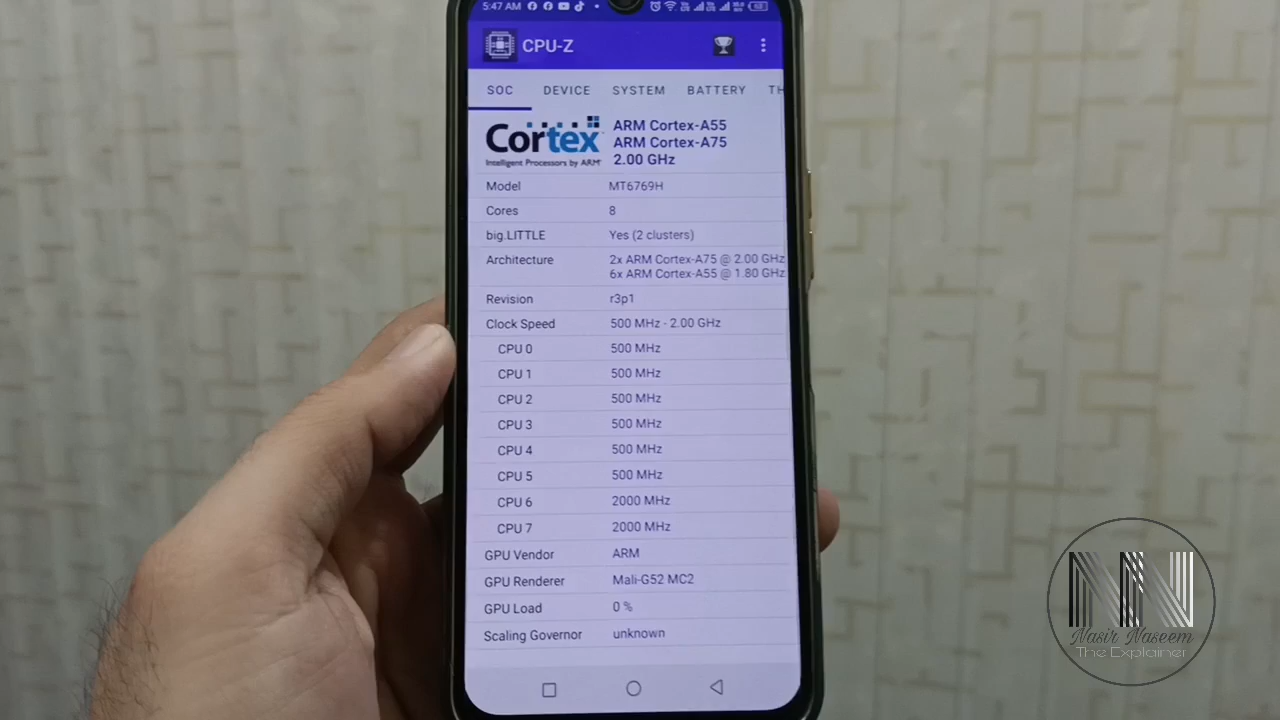 5:47 AM
CPU-Z
SOC DEVICE SYSTEM BATTERY TH
Cortex
Intelligent Processors by ARM
ARM Cortex-A55
ARM Cortex-A75
2.00 GHz
Model MT6769H
Cores 8
big.LITTLE Yes (2 clusters)
Architecture 2x ARM Cortex-A75 @ 2.00 GHz
6x ARM Cortex-A55 @ 1.80 GHz
Revision r3p1
Clock Speed 500 MHz - 2.00 GHz
CPU 0 500 MHz
CPU 1 500 MHz
CPU 2 500 MHz
CPU 3 500 MHz
CPU 4 500 MHz
CPU 5 500 MHz
CPU 6 2000 MHz
CPU 7 2000 MHz
GPU Vendor ARM
GPU Renderer Mali-G52 MC2
GPU Load 0 %
Scaling Governor unknown
NN
Nasir Naseem
The Explainer